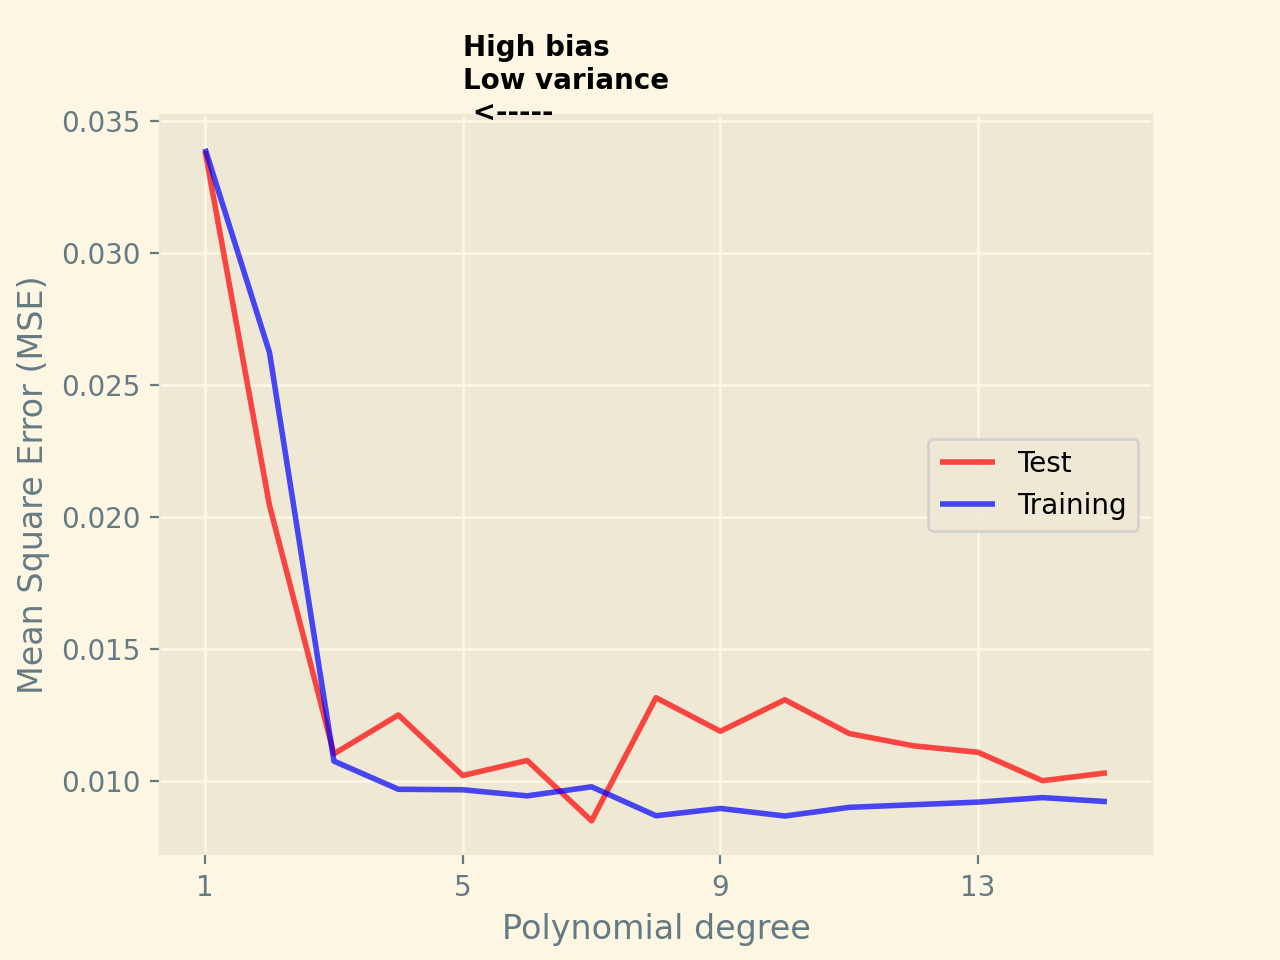 High bias
Low variance
<-----
0.035
0.030
0.025
0.020
0.015
0.010
Mean Square Error (MSE)
Test
Training
1 5 9 13
Polynomial degree